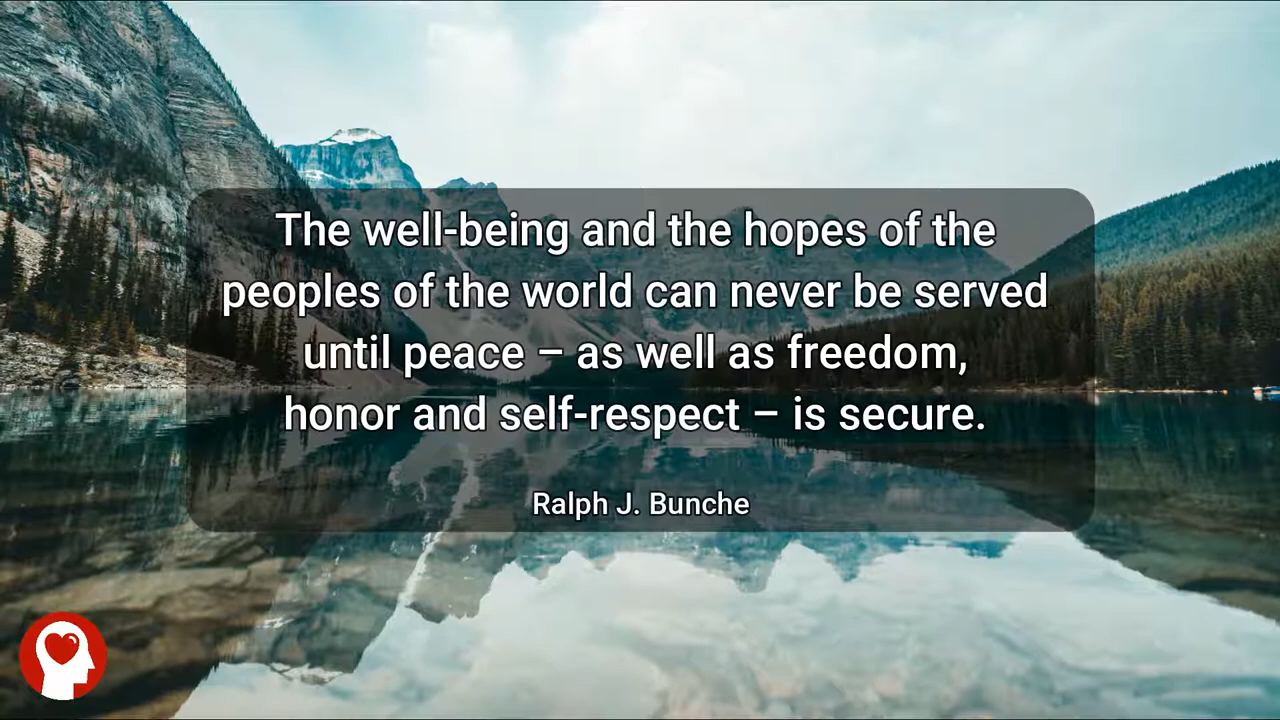 The well-being and the hopes of the
peoples of the world can never be served
until peace – as well as freedom,
honor and self-respect – is secure.
Ralph J. Bunche